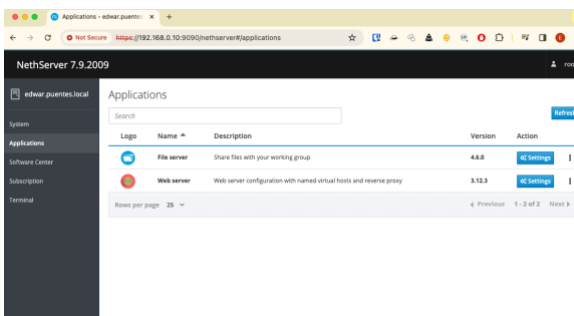 Applications - edwar.puentes
Not Secure https://192.168.0.10:9090/nethserver#/applications
NethServer 7.9.2009
roo
edwar.puentes.local
System
Applications
Software Center
Subscription
Terminal
Applications
Search
Refresh
Logo Name Description Version Action
File server Share files with your working group 4.6.0 Settings
Web server Web server configuration with named virtual hosts and reverse proxy 3.12.3 Settings
Rows per page 25 Previous 1 - 2 of 2 Next